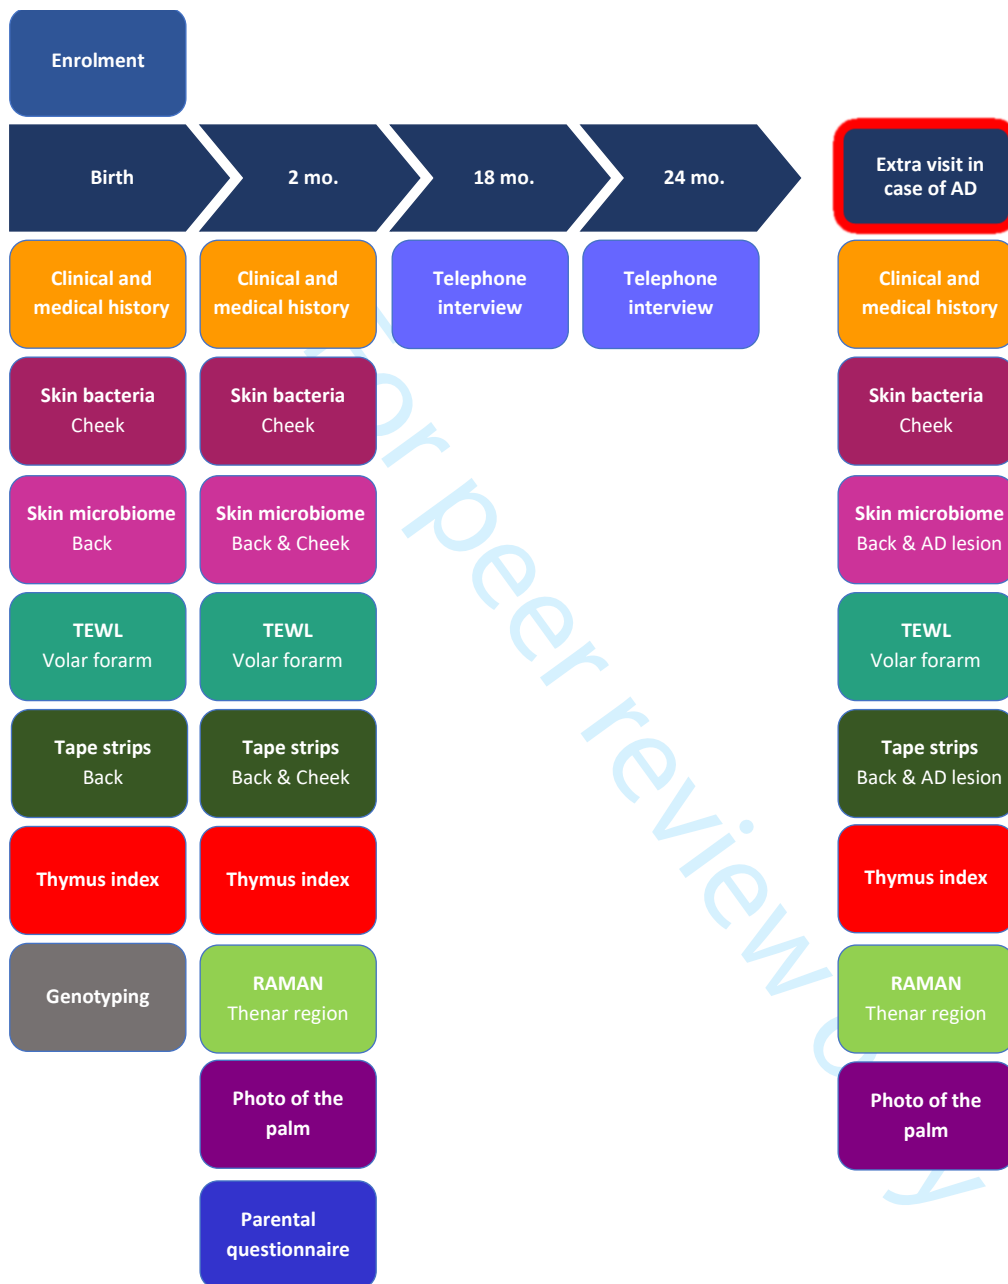 Enrolment
Birth
2 mo.
18 mo.
24 mo.
Extra visit in
case of AD
Clinical and
medical history
Clinical and
medical history
Telephone
interview
Telephone
interview
Clinical and
medical history
Skin bacteria
Cheek
Skin bacteria
Cheek
Skin bacteria
Cheek
Skin microbiome
Back
Skin microbiome
Back & Cheek
Skin microbiome
Back & AD lesion
TEWL
Volar forarm
TEWL
Volar forarm
TEWL
Volar forarm
Tape strips
Back
Tape strips
Back & Cheek
Tape strips
Back & AD lesion
Thymus index
Thymus index
Thymus index
Genotyping
RAMAN
Thenar region
RAMAN
Thenar region
Photo of the
palm
Photo of the
palm
Parental
questionnaire
For peer review only